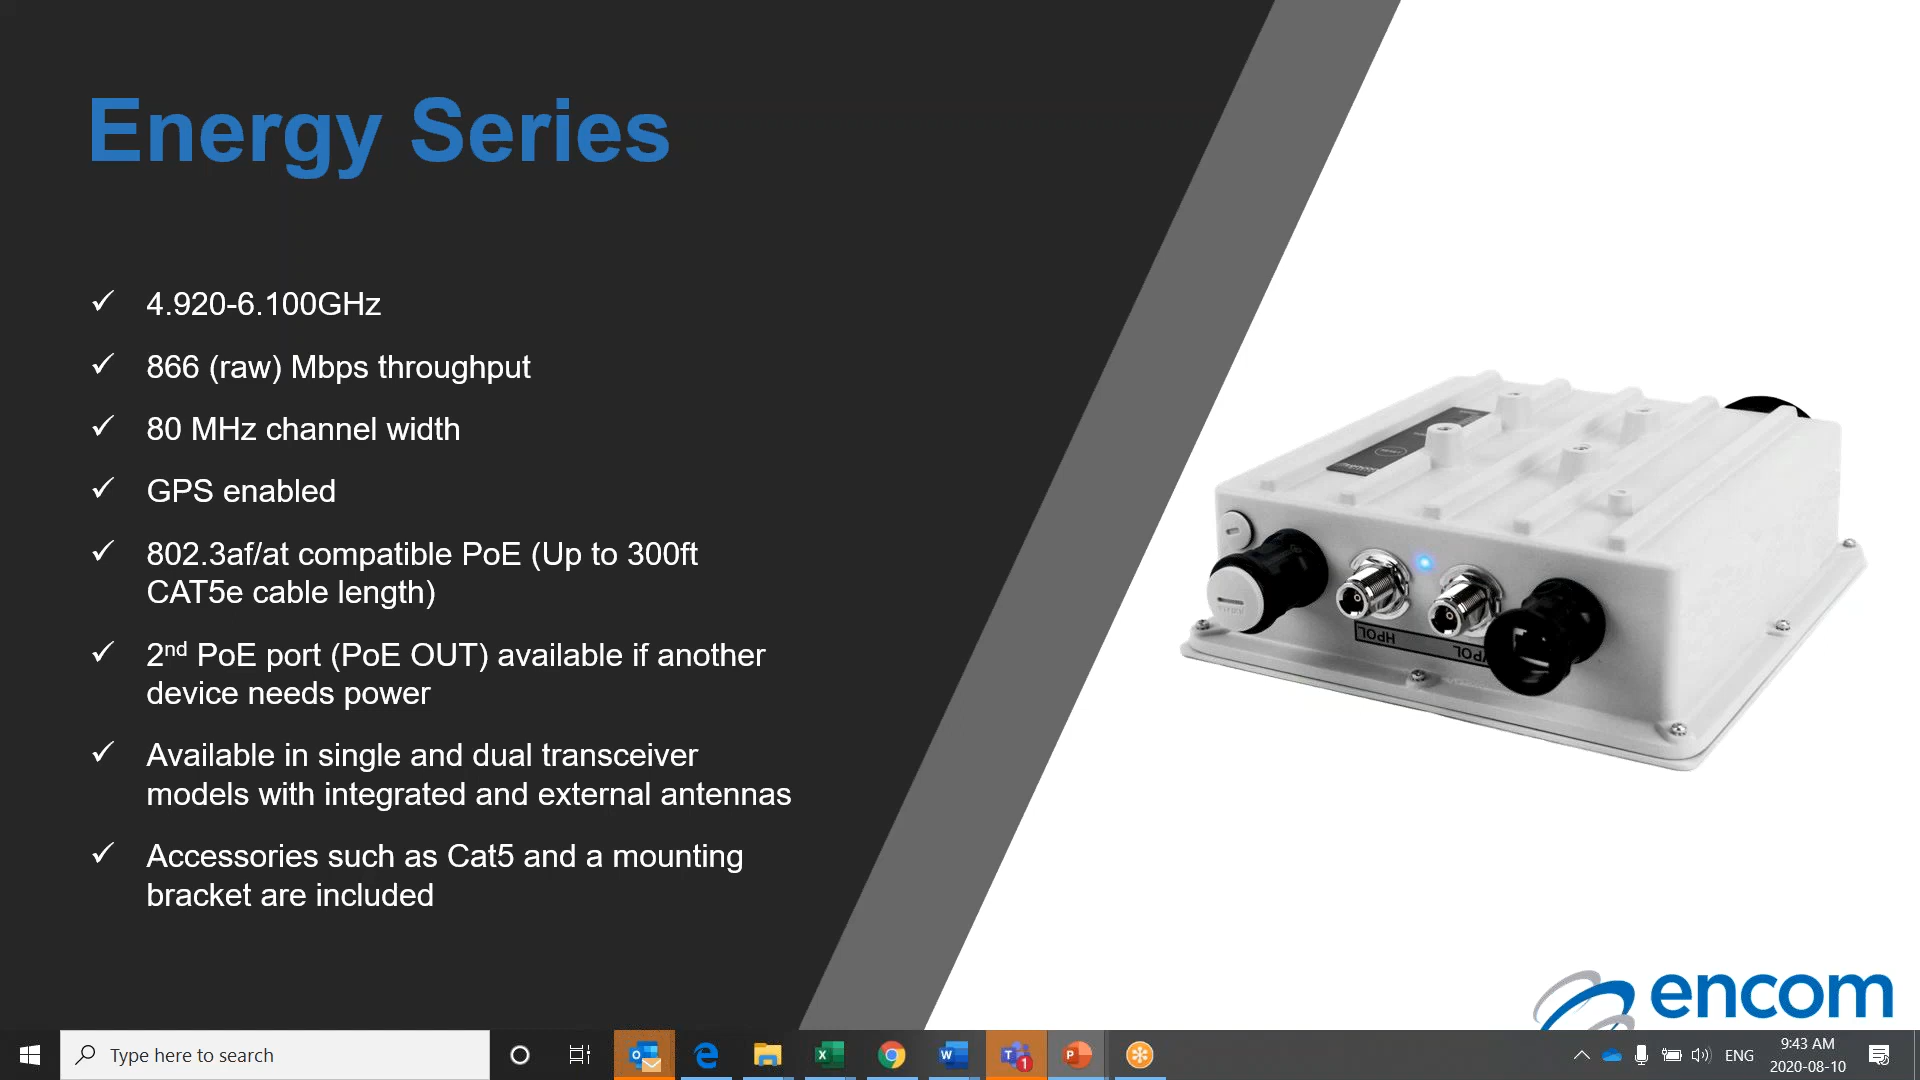 Energy Series
✓ 4.920-6.100GHz
✓ 866 (raw) Mbps throughput
✓ 80 MHz channel width
✓ GPS enabled
✓ 802.3af/at compatible PoE (Up to 300ft
CAT5e cable length)
✓ 2nd PoE port (PoE OUT) available if another
device needs power
✓ Available in single and dual transceiver
models with integrated and external antennas
✓ Accessories such as Cat5 and a mounting
bracket are included
HPOL
VPOL
encom
Type here to search
1
ENG
9:43 AM
2020-08-10